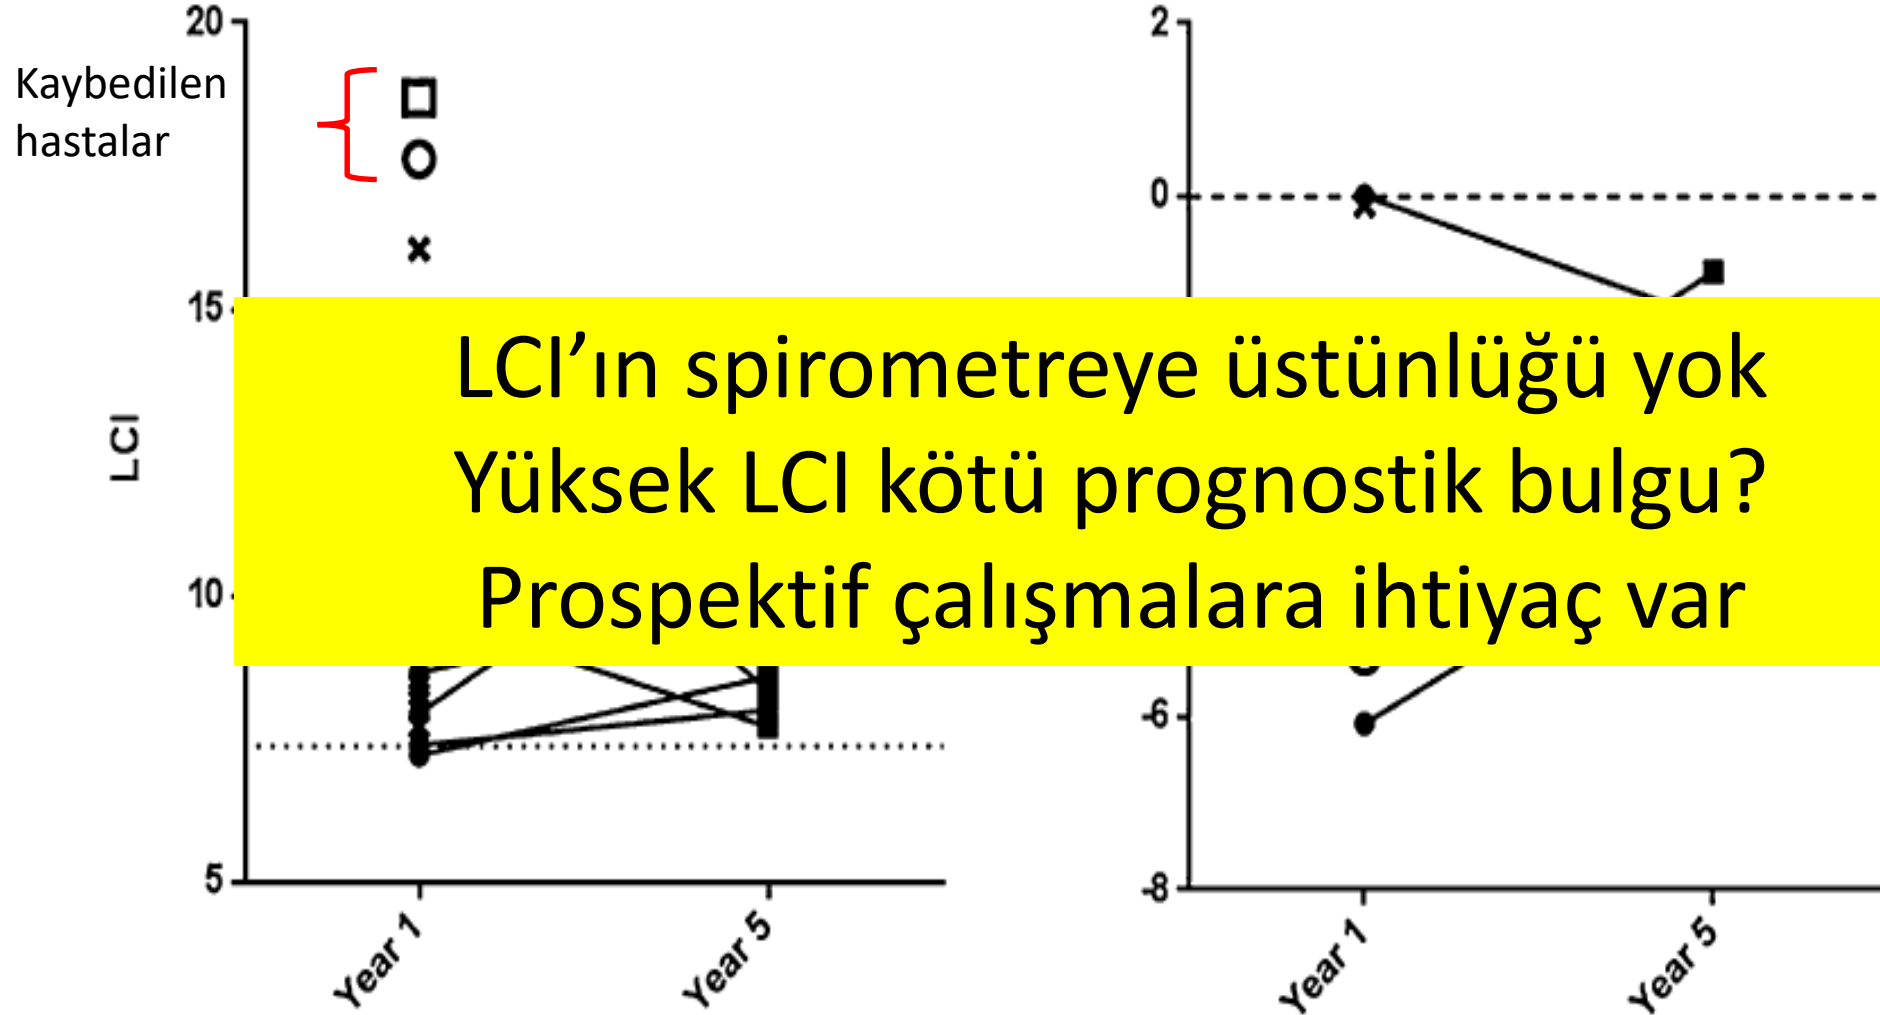 20
Kaybedilen
hastalar
15
LCI
10
5
Year 1
Year 5
2
0
-6
-8
Year 1
Year 5
LCI’ın spirometreye üstünlüğü yok
Yüksek LCI kötü prognostik bulgu?
Prospektif çalışmalara ihtiyaç var